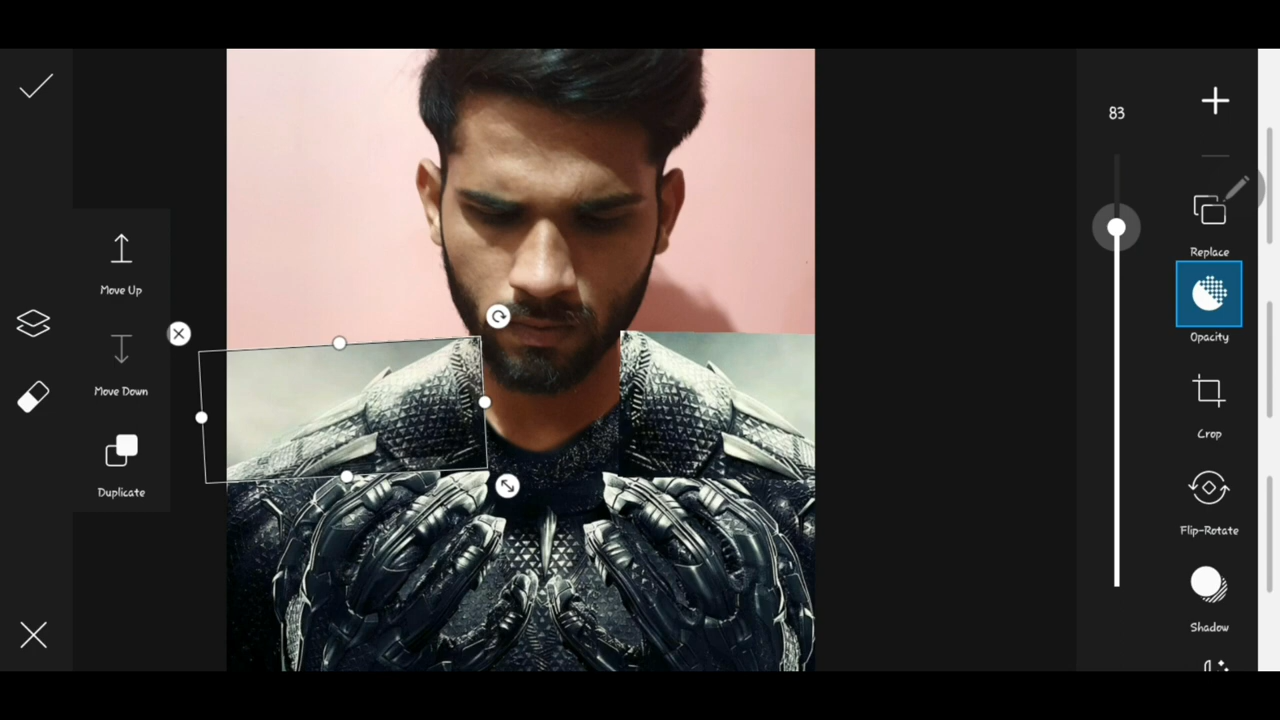 Move Up
Move Down
Duplicate
83
Replace
Opacity
Crop
Flip-Rotate
Shadow